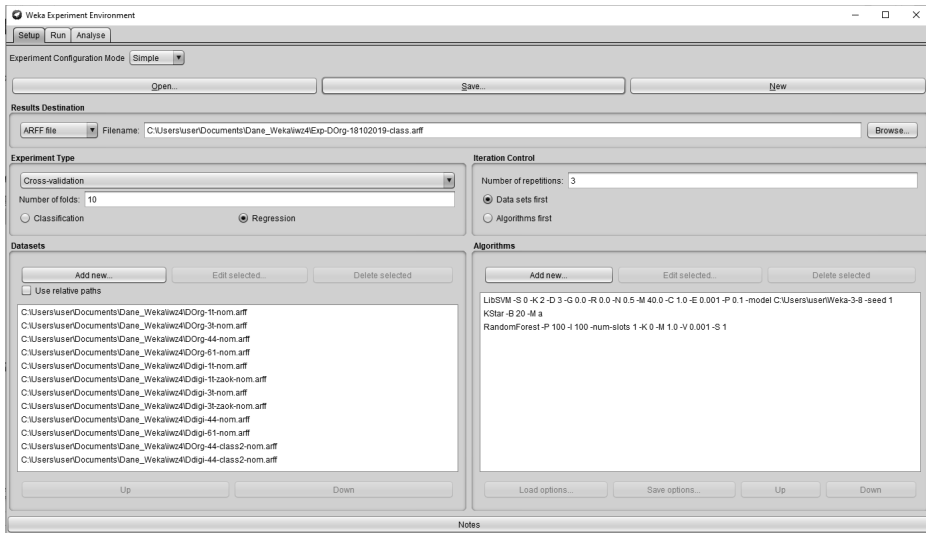 Weka Experiment Environment
Setup Run Analyse
Experiment Configuration Mode Simple
Open... Save... New
Results Destination
ARFF file Filename: C:\Users\user\Documents\Dane_Weka\iwz4\Exp-DOrg-18102019-class.arff Browse...
Experiment Type
Cross-validation
Number of folds: 10
Classification Regression
Iteration Control
Number of repetitions: 3
Data sets first
Algorithms first
Datasets
Add new... Edit selected... Delete selected
Use relative paths
C:\Users\user\Documents\Dane_Weka\iwz4\DOrg-1t-nom.arff
C:\Users\user\Documents\Dane_Weka\iwz4\DOrg-3t-nom.arff
C:\Users\user\Documents\Dane_Weka\iwz4\DOrg-44-nom.arff
C:\Users\user\Documents\Dane_Weka\iwz4\DOrg-61-nom.arff
C:\Users\user\Documents\Dane_Weka\iwz4\Ddigi-1t-nom.arff
C:\Users\user\Documents\Dane_Weka\iwz4\Ddigi-1t-zaok-nom.arff
C:\Users\user\Documents\Dane_Weka\iwz4\Ddigi-3t-nom.arff
C:\Users\user\Documents\Dane_Weka\iwz4\Ddigi-3t-zaok-nom.arff
C:\Users\user\Documents\Dane_Weka\iwz4\Ddigi-44-nom.arff
C:\Users\user\Documents\Dane_Weka\iwz4\Ddigi-61-nom.arff
C:\Users\user\Documents\Dane_Weka\iwz4\DOrg-44-class2-nom.arff
C:\Users\user\Documents\Dane_Weka\iwz4\Ddigi-44-class2-nom.arff
Up Down
Algorithms
Add new... Edit selected... Delete selected
LibSVM -S 0 -K 2 -D 3 -G 0.0 -R 0.0 -N 0.5 -M 40.0 -C 1.0 -E 0.001 -P 0.1 -model C:\Users\user\Weka-3-8 -seed 1
KStar -B 20 -M a
RandomForest -P 100 -I 100 -num-slots 1 -K 0 -M 1.0 -V 0.001 -S 1
Load options... Save options... Up Down
Notes